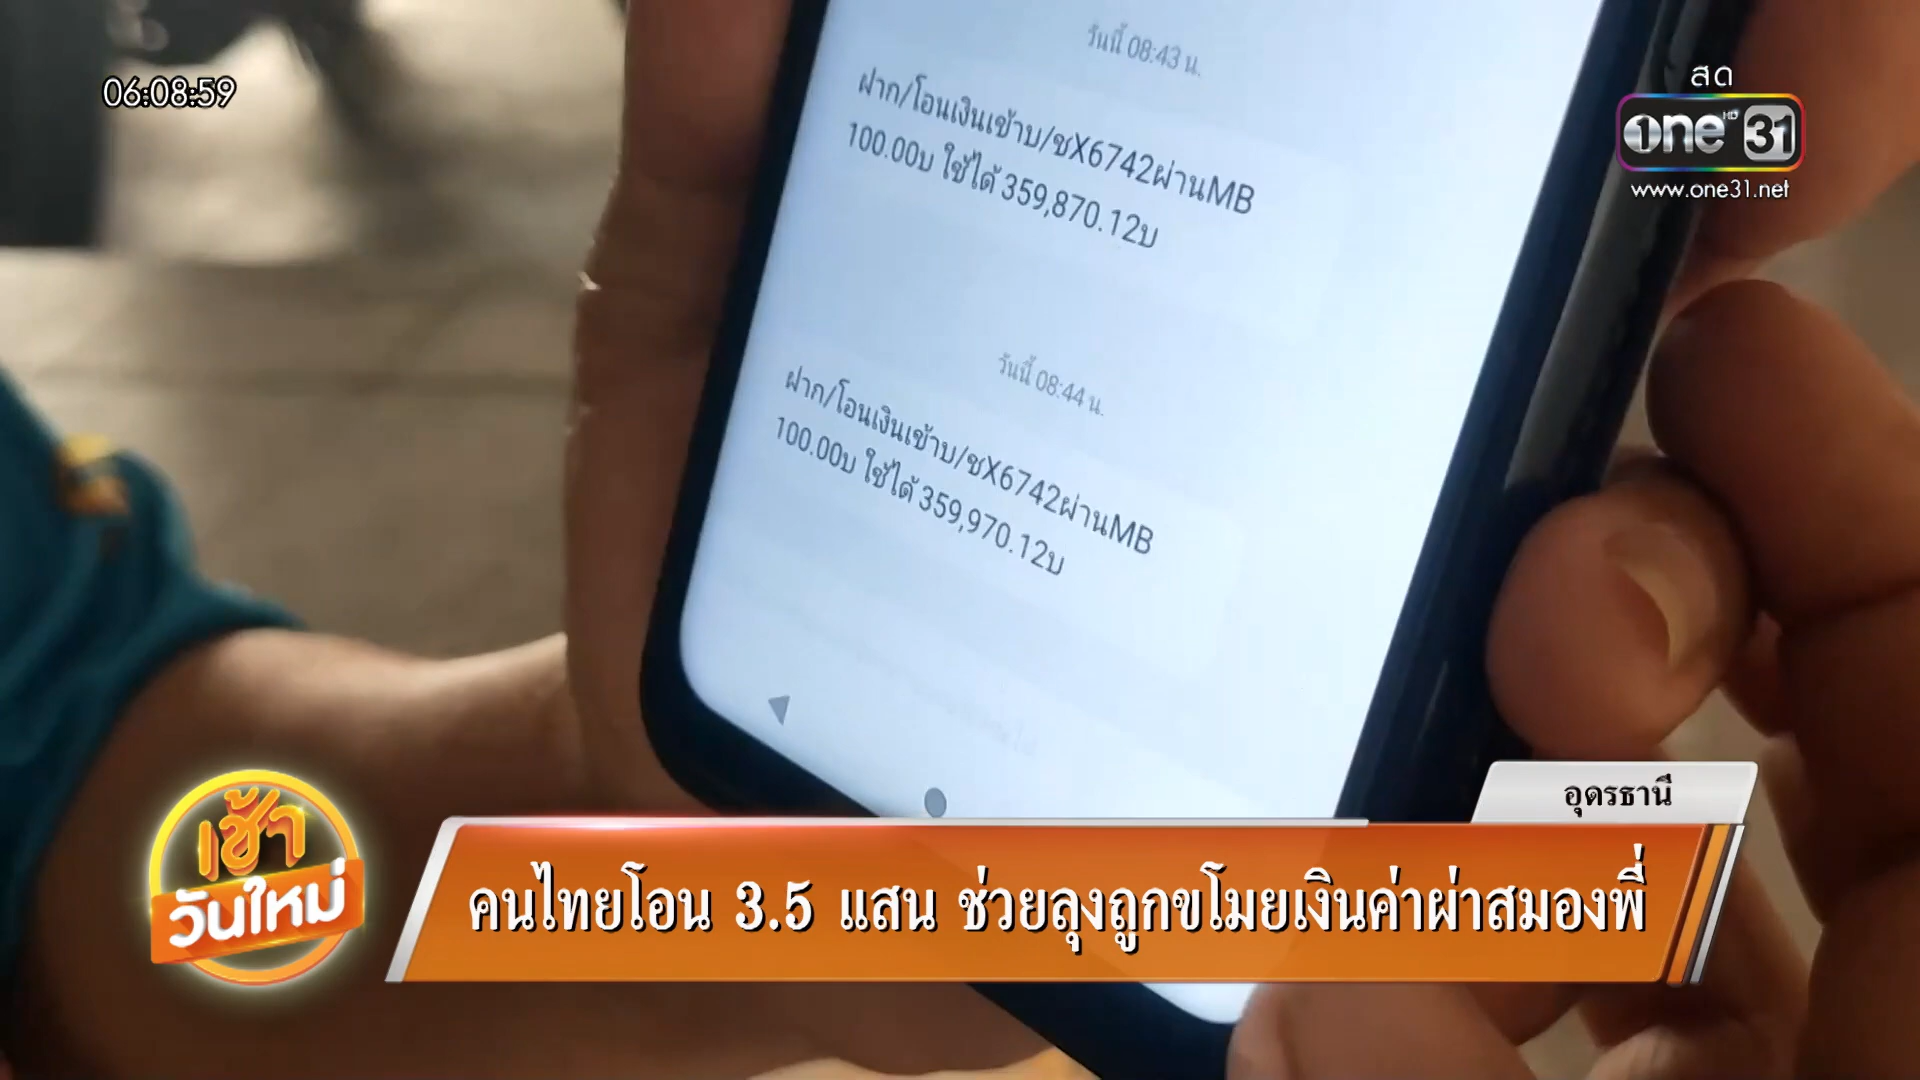 06:08:59
สด
one HD 31
www.one31.net
วันนี้ 08:43 น.
ฝาก/โอนเงินเข้าบ/ชX6742ผ่านMB
100.00บ ใช้ได้ 359,870.12บ
วันนี้ 08:44 น.
ฝาก/โอนเงินเข้าบ/ชX6742ผ่านMB
100.00บ ใช้ได้ 359,970.12บ
อุดรธานี
เช้า
วันใหม่
คนไทยโอน 3.5 แสน ช่วยลุงถูกขโมยเงินค่าผ่าสมองพี่